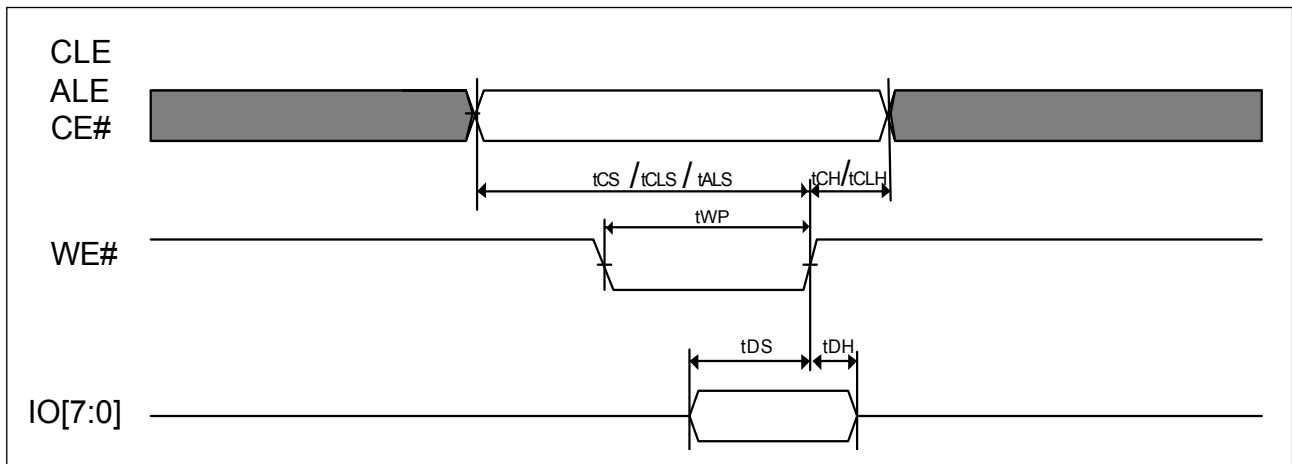 CLE
ALE
CE#
tCS / tCLS / tALS
tCH/tCLH
tWP
WE#
tDS
tDH
IO[7:0]